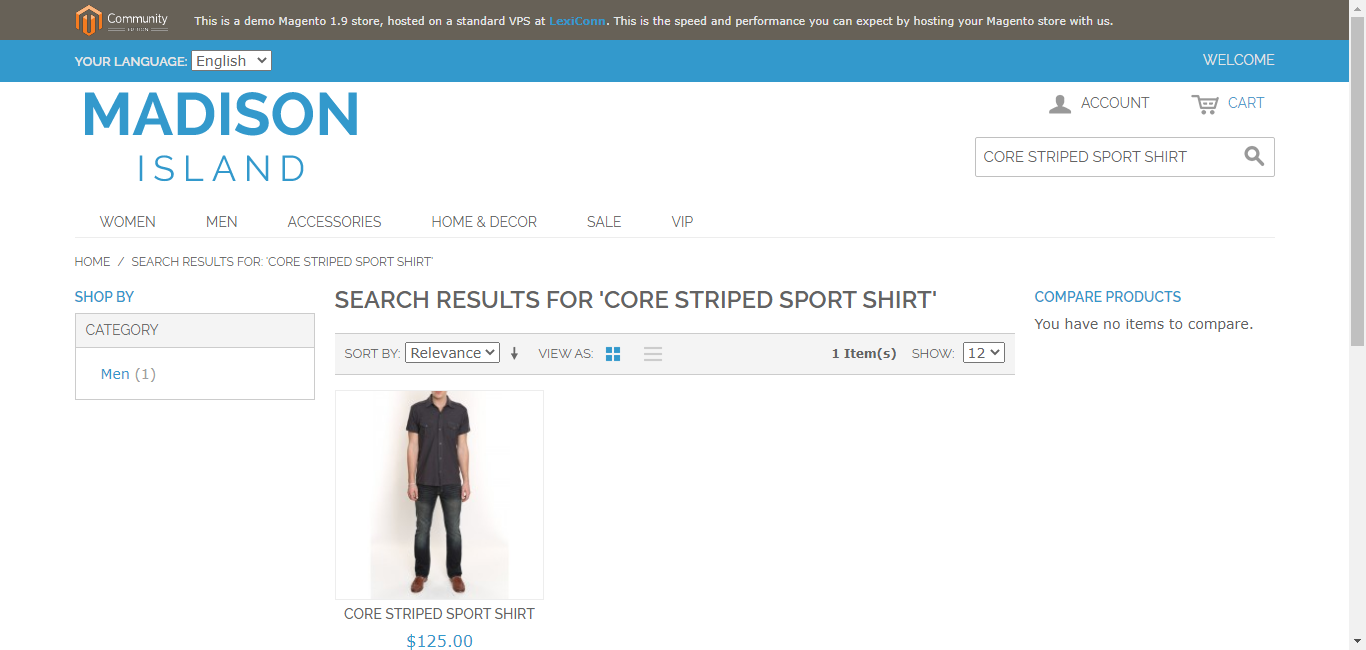 Community
This is a demo Magento 1.9 store, hosted on a standard VPS at LexiConn. This is the speed and performance you can expect by hosting your Magento store with us.
YOUR LANGUAGE: English
WELCOME
MADISON
ISLAND
ACCOUNT
CART
CORE STRIPED SPORT SHIRT
WOMEN MEN ACCESSORIES HOME & DECOR SALE VIP
HOME / SEARCH RESULTS FOR: 'CORE STRIPED SPORT SHIRT'
SHOP BY
CATEGORY
Men (1)
SEARCH RESULTS FOR 'CORE STRIPED SPORT SHIRT'
SORT BY: Relevance VIEW AS: 1 Item(s) SHOW: 12
CORE STRIPED SPORT SHIRT
$125.00
COMPARE PRODUCTS
You have no items to compare.